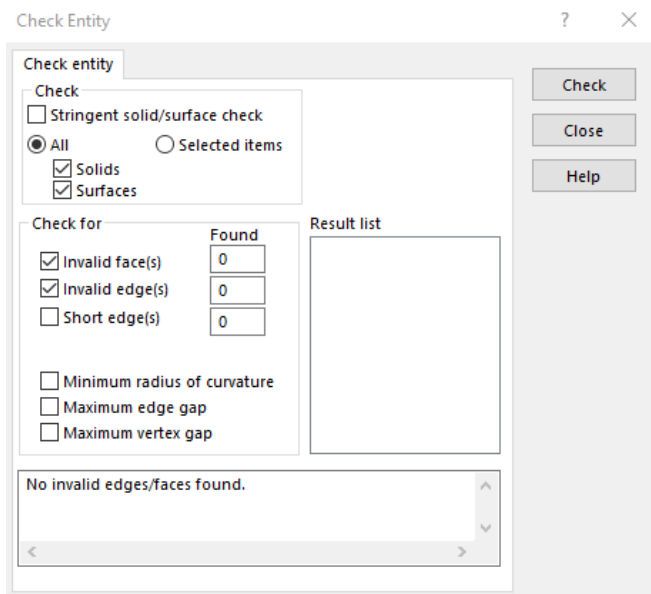 Check Entity
Check entity
Check
Stringent solid/surface check
All
Selected items
Solids
Surfaces
Check
Close
Help
Check for
Found
Invalid face(s)
0
Invalid edge(s)
0
Short edge(s)
0
Minimum radius of curvature
Maximum edge gap
Maximum vertex gap
Result list
No invalid edges/faces found.